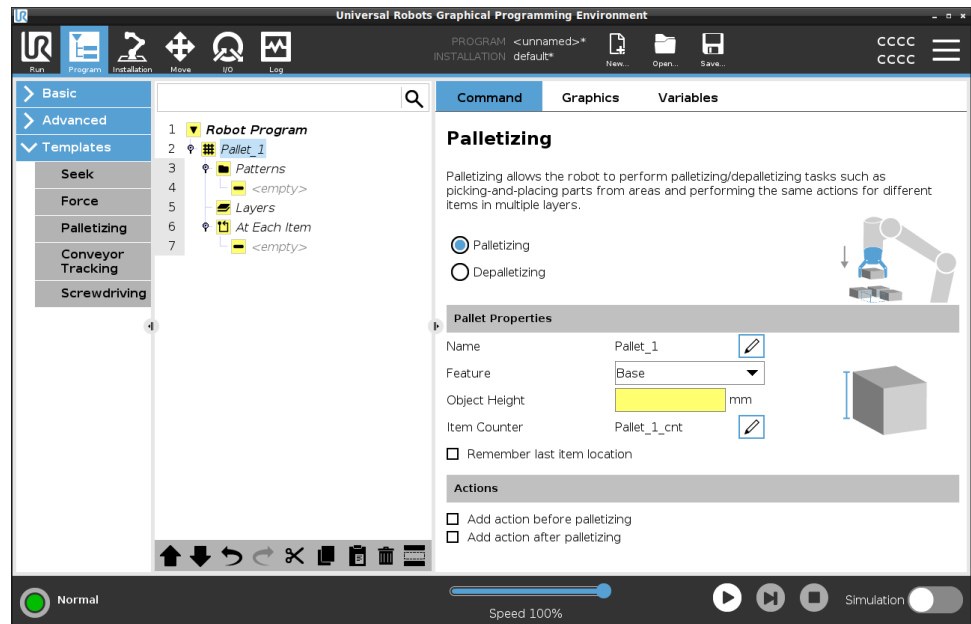 Universal Robots Graphical Programming Environment
UR
Run
Program
Installation
Move
I/O
Log
PROGRAM <unnamed>*
INSTALLATION default*
New...
Open...
Save...
CCCC
CCCC
Basic
Advanced
Templates
Seek
Force
Palletizing
Conveyor
Tracking
Screwdriving
1 Robot Program
2 Pallet_1
3 Patterns
4 <empty>
5 Layers
6 At Each Item
7 <empty>
Command
Graphics
Variables
Palletizing
Palletizing allows the robot to perform palletizing/depalletizing tasks such as
picking-and-placing parts from areas and performing the same actions for different
items in multiple layers.
Palletizing
Depalletizing
Pallet Properties
Name Pallet_1
Feature Base
Object Height mm
Item Counter Pallet_1_cnt
Remember last item location
Actions
Add action before palletizing
Add action after palletizing
Normal
Speed 100%
Simulation